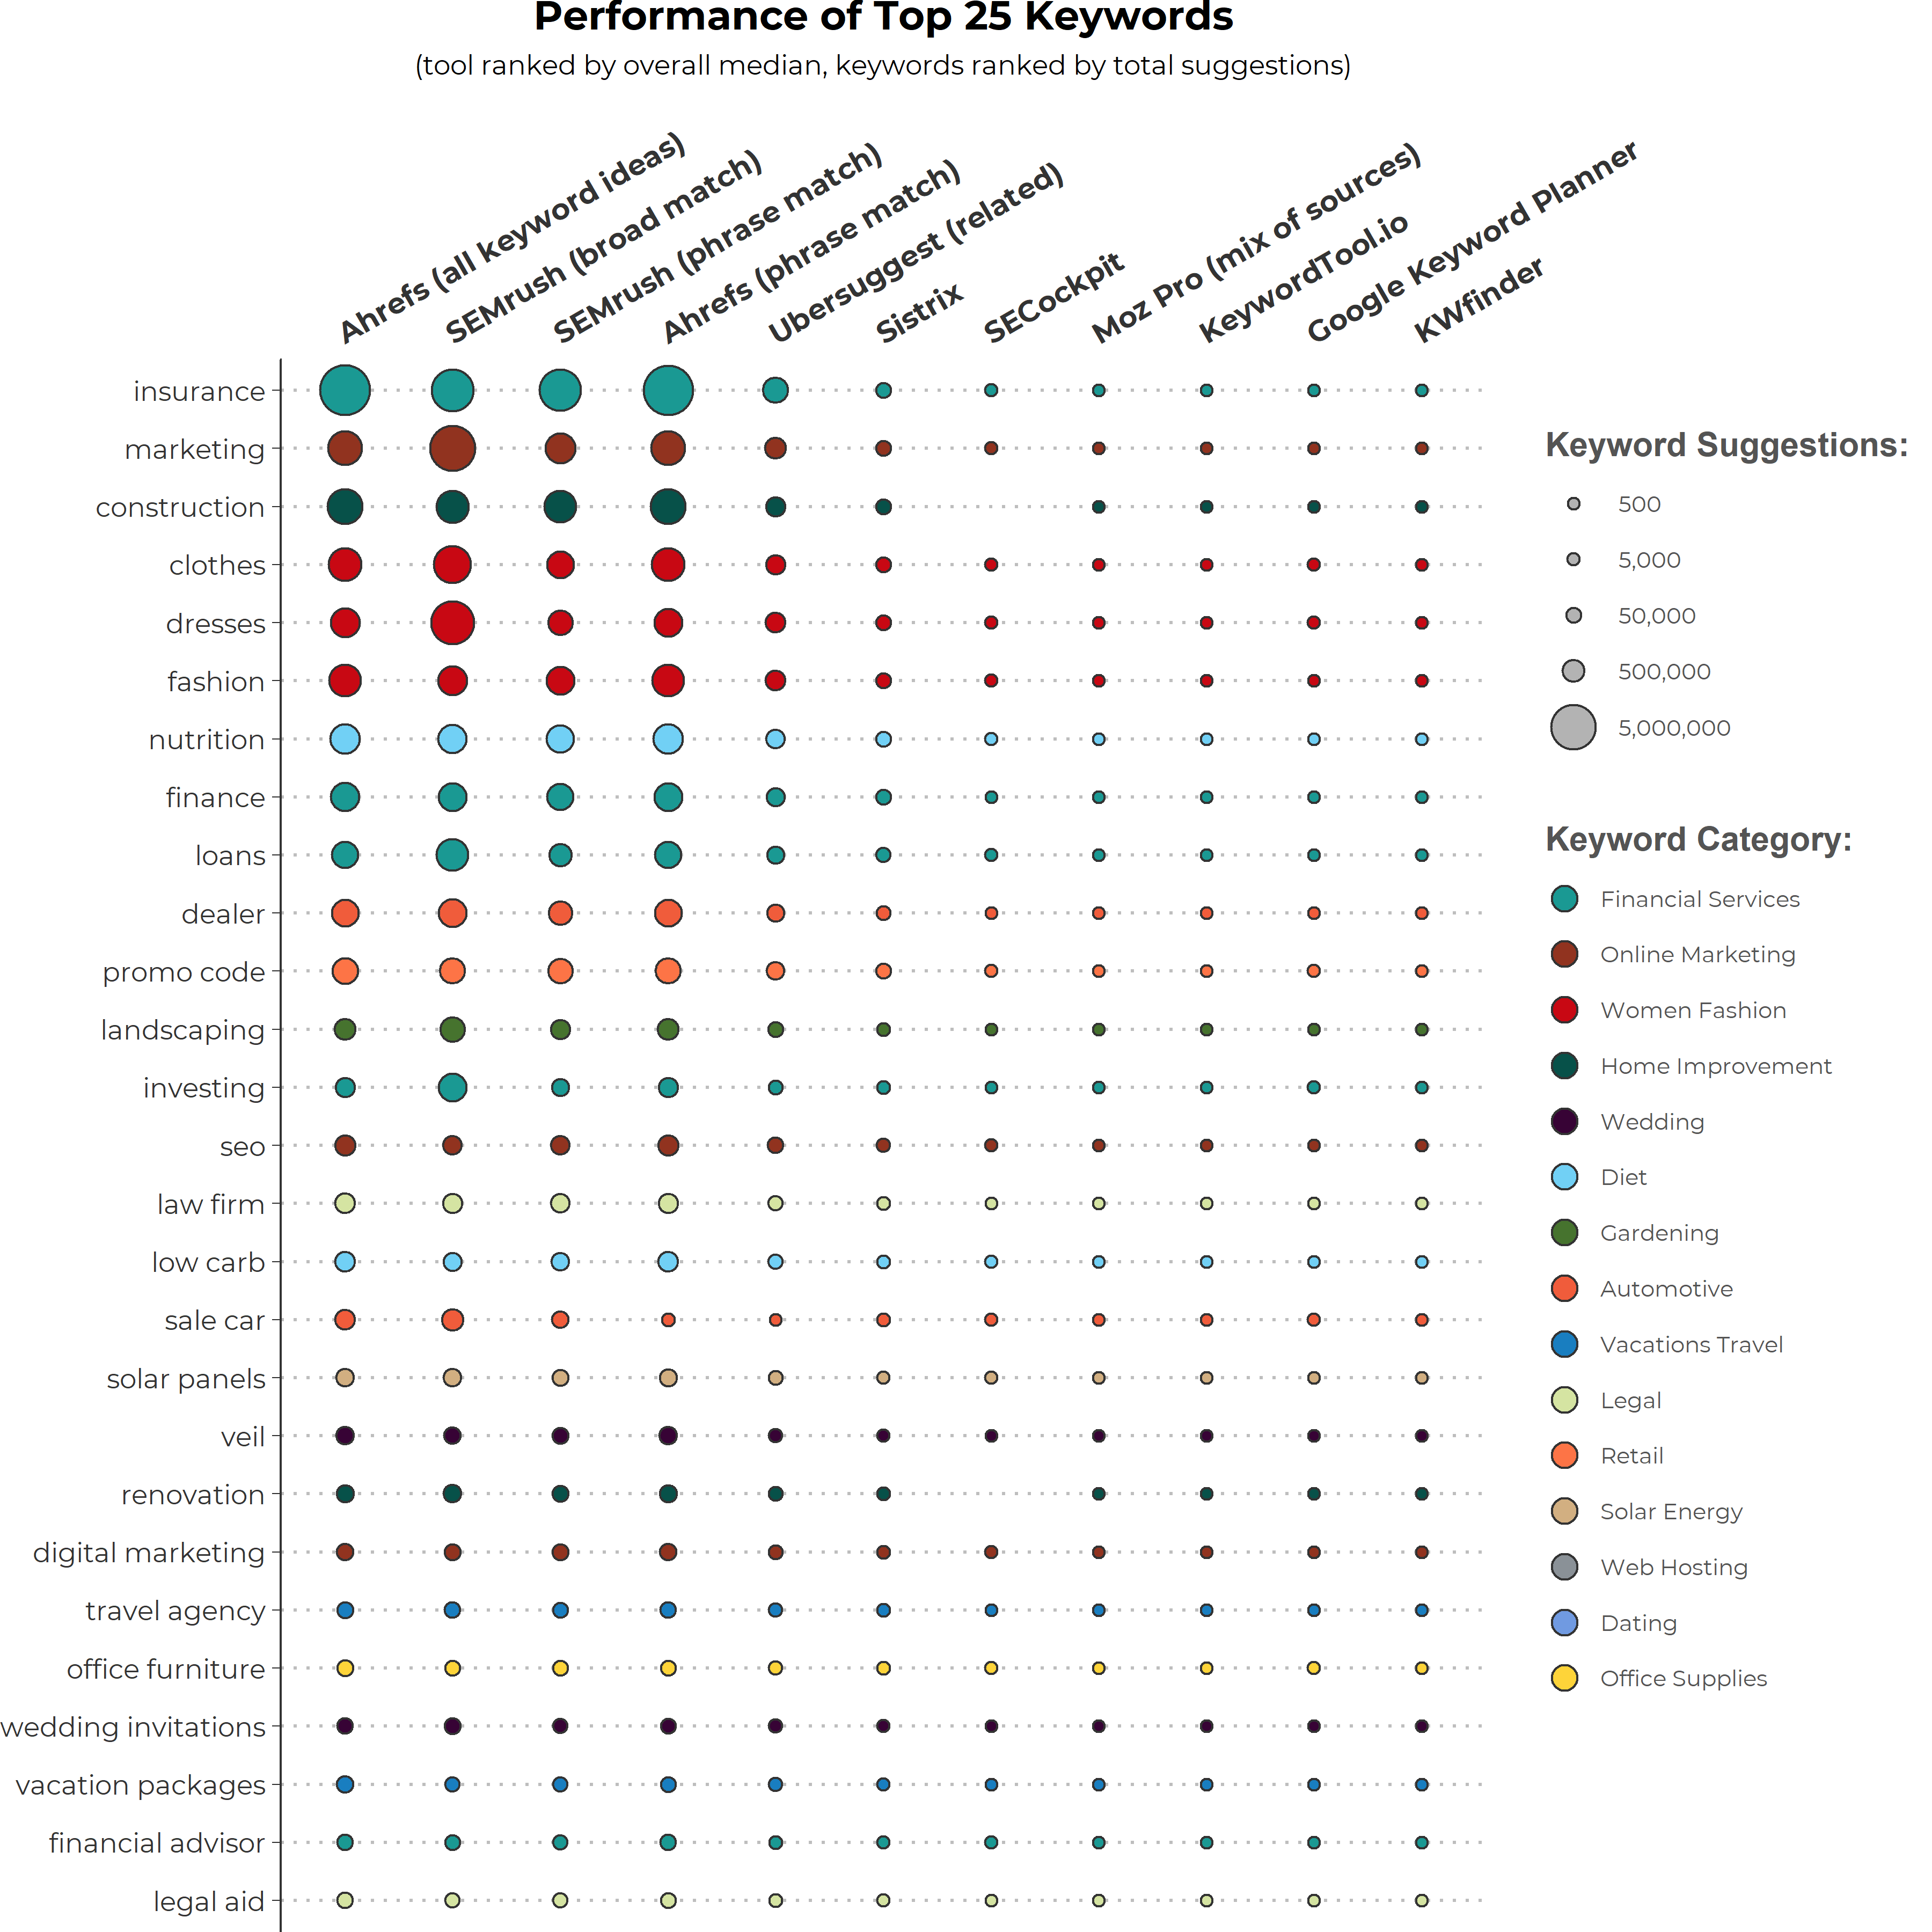 Performance of Top 25 Keywords
(tool ranked by overall median, keywords ranked by total suggestions)
Ahrefs (all keyword ideas)
SEMrush (broad match)
SEMrush (phrase match)
Ahrefs (phrase match)
Ubersuggest (related)
Sistrix
SECockpit
Moz Pro (mix of sources)
KeywordTool.io
Google Keyword Planner
KWfinder
insurance
marketing
construction
clothes
dresses
fashion
nutrition
finance
loans
dealer
promo code
landscaping
investing
seo
law firm
low carb
sale car
solar panels
veil
renovation
digital marketing
travel agency
office furniture
wedding invitations
vacation packages
financial advisor
legal aid
Keyword Suggestions:
500
5,000
50,000
500,000
5,000,000
Keyword Category:
Financial Services
Online Marketing
Women Fashion
Home Improvement
Wedding
Diet
Gardening
Automotive
Vacations Travel
Legal
Retail
Solar Energy
Web Hosting
Dating
Office Supplies